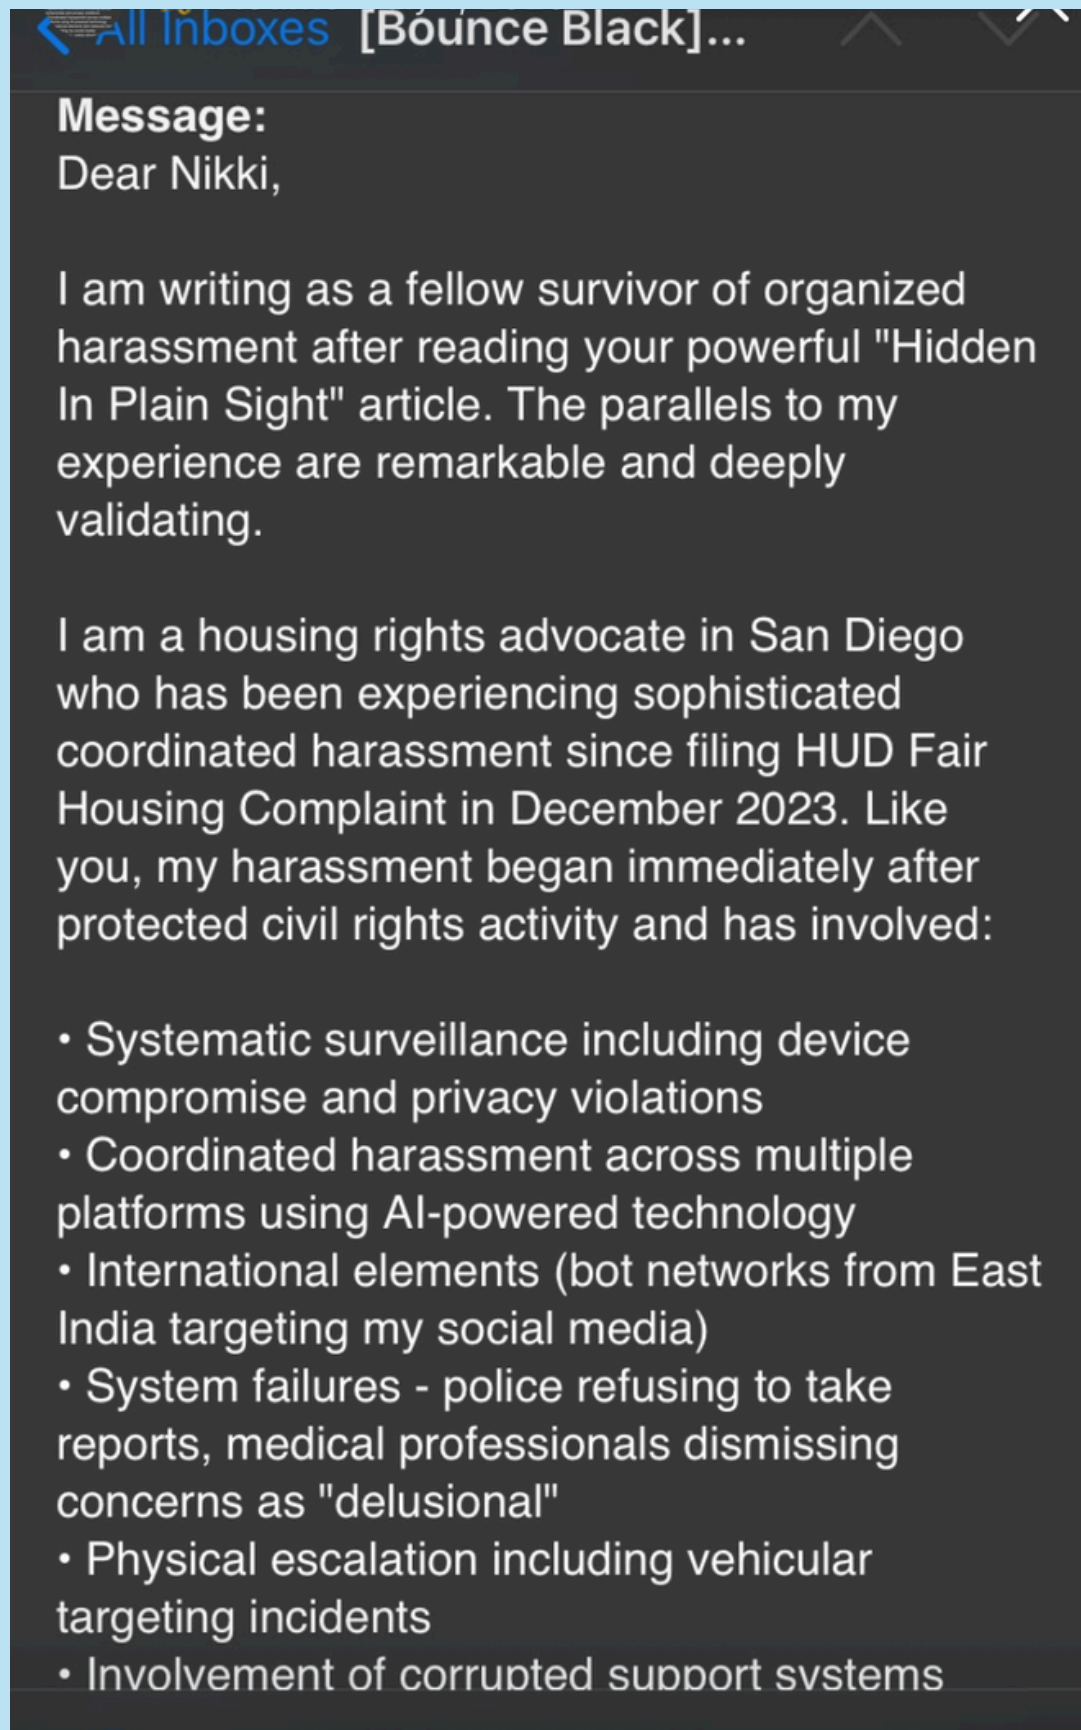 All Inboxes [Bounce Black]...
Message:
Dear Nikki,
I am writing as a fellow survivor of organized
harassment after reading your powerful "Hidden
In Plain Sight" article. The parallels to my
experience are remarkable and deeply
validating.
I am a housing rights advocate in San Diego
who has been experiencing sophisticated
coordinated harassment since filing HUD Fair
Housing Complaint in December 2023. Like
you, my harassment began immediately after
protected civil rights activity and has involved:
• Systematic surveillance including device
compromise and privacy violations
• Coordinated harassment across multiple
platforms using AI-powered technology
• International elements (bot networks from East
India targeting my social media)
• System failures - police refusing to take
reports, medical professionals dismissing
concerns as "delusional"
• Physical escalation including vehicular
targeting incidents
• Involvement of corrupted support systems